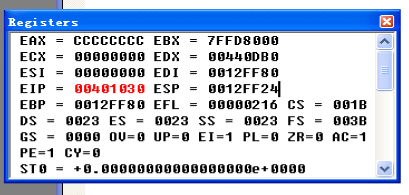 Registers
EAX = CCCCCCCC EBX = 7FFD8000
ECX = 00000000 EDX = 00440DB0
ESI = 00000000 EDI = 0012FF80
EIP = 00401030 ESP = 0012FF24
EBP = 0012FF80 EFL = 00000216 CS = 001B
DS = 0023 ES = 0023 SS = 0023 FS = 003B
GS = 0000 OV=0 UP=0 EI=1 PL=0 ZR=0 AC=1
PE=1 CY=0
ST0 = +0.00000000000000000e+0000